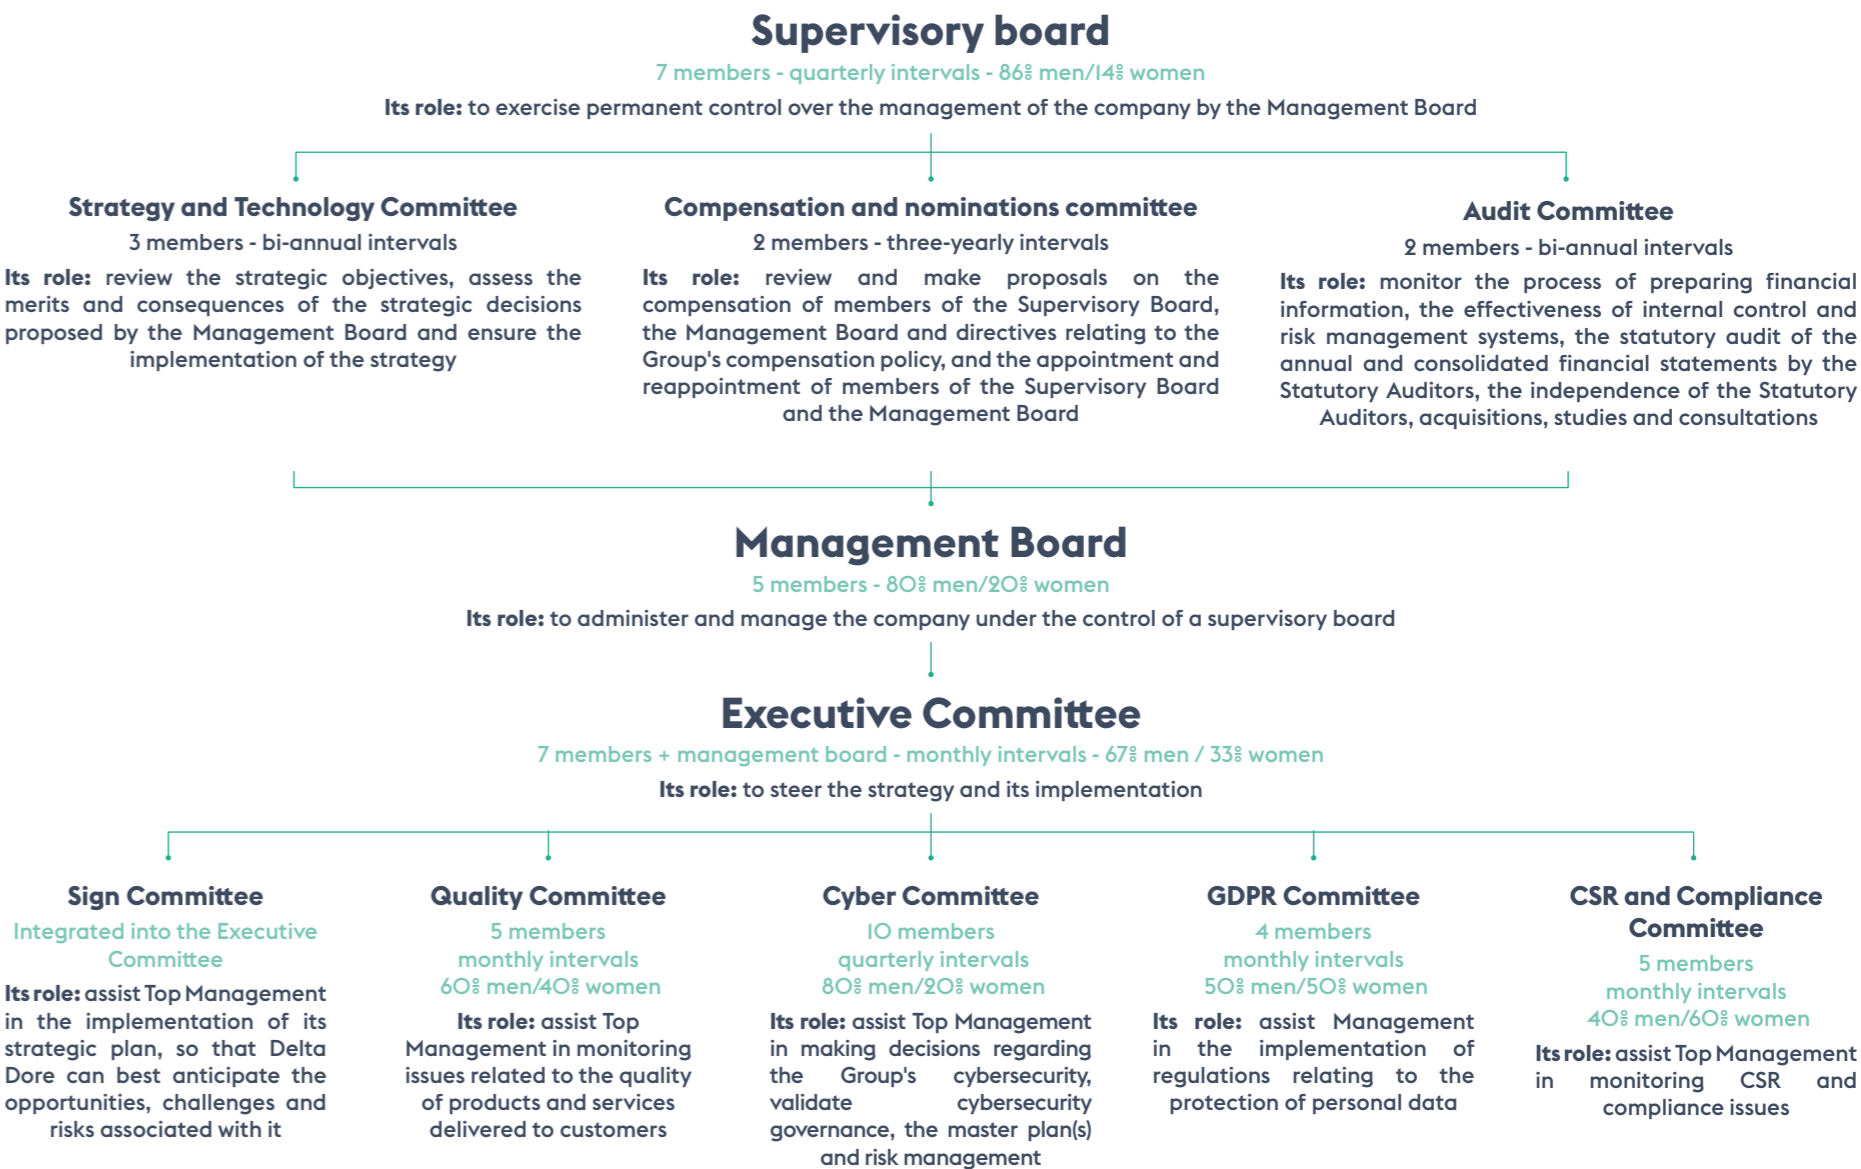 Supervisory board
7 members - quarterly intervals - 86% men/14% women
Its role: to exercise permanent control over the management of the company by the Management Board
Strategy and Technology Committee
3 members - bi-annual intervals
Its role: review the strategic objectives, assess the
merits and consequences of the strategic decisions
proposed by the Management Board and ensure the
implementation of the strategy
Compensation and nominations committee
2 members - three-yearly intervals
Its role: review and make proposals on the
compensation of members of the Supervisory Board,
the Management Board and directives relating to the
Group's compensation policy, and the appointment and
reappointment of members of the Supervisory Board
and the Management Board
Audit Committee
2 members - bi-annual intervals
Its role: monitor the process of preparing financial
information, the effectiveness of internal control and
risk management systems, the statutory audit of the
annual and consolidated financial statements by the
Statutory Auditors, the independence of the Statutory
Auditors, acquisitions, studies and consultations
Management Board
5 members - 80% men/20% women
Its role: to administer and manage the company under the control of a supervisory board
Executive Committee
7 members + management board - monthly intervals - 67% men / 33% women
Its role: to steer the strategy and its implementation
Sign Committee
Integrated into the Executive
Committee
Its role: assist Top Management
in the implementation of its
strategic plan, so that Delta
Dore can best anticipate the
opportunities, challenges and
risks associated with it
Quality Committee
5 members
monthly intervals
60% men/40% women
Its role: assist Top
Management in monitoring
issues related to the quality
of products and services
delivered to customers
Cyber Committee
10 members
quarterly intervals
80% men/20% women
Its role: assist Top Management
in making decisions regarding
the Group's cybersecurity,
validate cybersecurity
governance, the master plan(s)
and risk management
GDPR Committee
4 members
monthly intervals
50% men/50% women
Its role: assist Management
in the implementation of
regulations relating to the
protection of personal data
CSR and Compliance
Committee
5 members
monthly intervals
40% men/60% women
Its role: assist Top Management
in monitoring CSR and
compliance issues